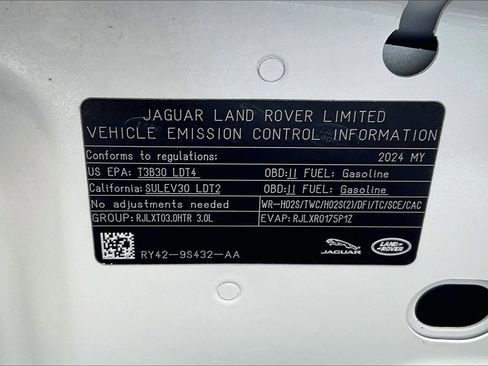 JAGUAR LAND ROVER LIMITED
VEHICLE EMISSION CONTROL INFORMATION
Conforms to regulations: 2024 MY
US EPA: T3B30 LDT4 OBD:II FUEL: Gasoline
California: SULEV30 LDT2 OBD:II FUEL: Gasoline
No adjustments needed WR-HO2S/TWC/HO2S(2)/DFI/TC/SCE/CAC
GROUP: RJLXT03.0HTR 3.0L EVAP: RJLXR0175P1Z
RY42-9S432-AA
JAGUAR
LAND ROVER